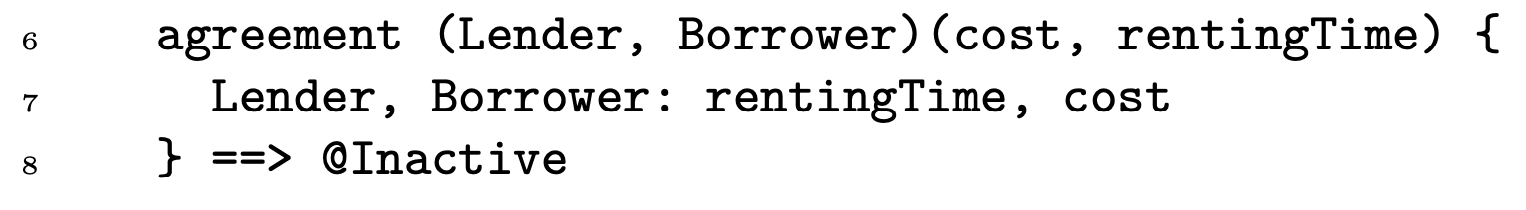 6 agreement (Lender, Borrower)(cost, rentingTime) {
7 Lender, Borrower: rentingTime, cost
8 } ==> @Inactive